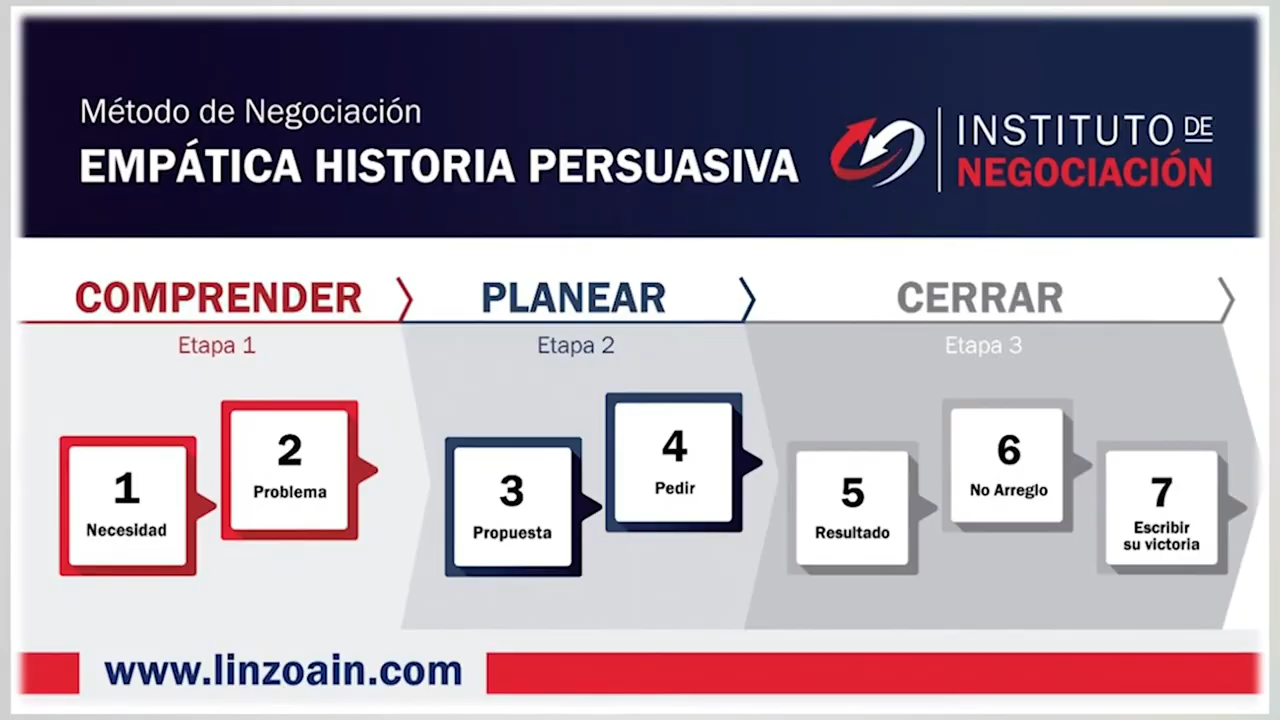 Método de Negociación
EMPÁTICA HISTORIA PERSUASIVA
INSTITUTO DE
NEGOCIACIÓN
COMPRENDER
Etapa 1
PLANEAR
Etapa 2
CERRAR
Etapa 3
1
Necesidad
2
Problema
3
Propuesta
4
Pedir
5
Resultado
6
No Arreglo
7
Escribir
su victoria
www.linzoain.com